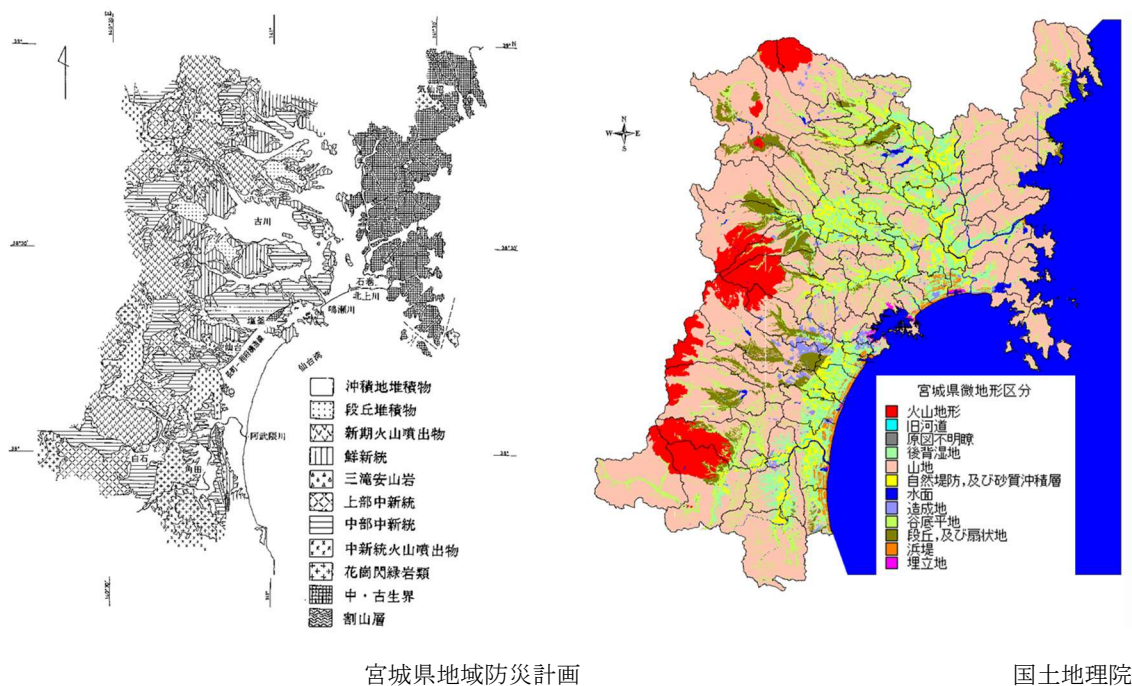 気仙沼
古川
石巻
北上川
鳴瀬川
塩釜
仙台
仙台湾
阿武隈川
白石
角田
沖積地堆積物
段丘堆積物
新期火山噴出物
鮮新統
三滝安山岩
上部中新統
中部中新統
中新統火山噴出物
花崗閃緑岩類
中・古生界
割山層
N
W
E
S
宮城県微地形区分
火山地形
旧河道
原図不明瞭
後背湿地
山地
自然堤防,及び砂質沖積層
水面
造成地
谷底平地
段丘,及び扇状地
浜堤
埋立地
宮城県地域防災計画
国土地理院